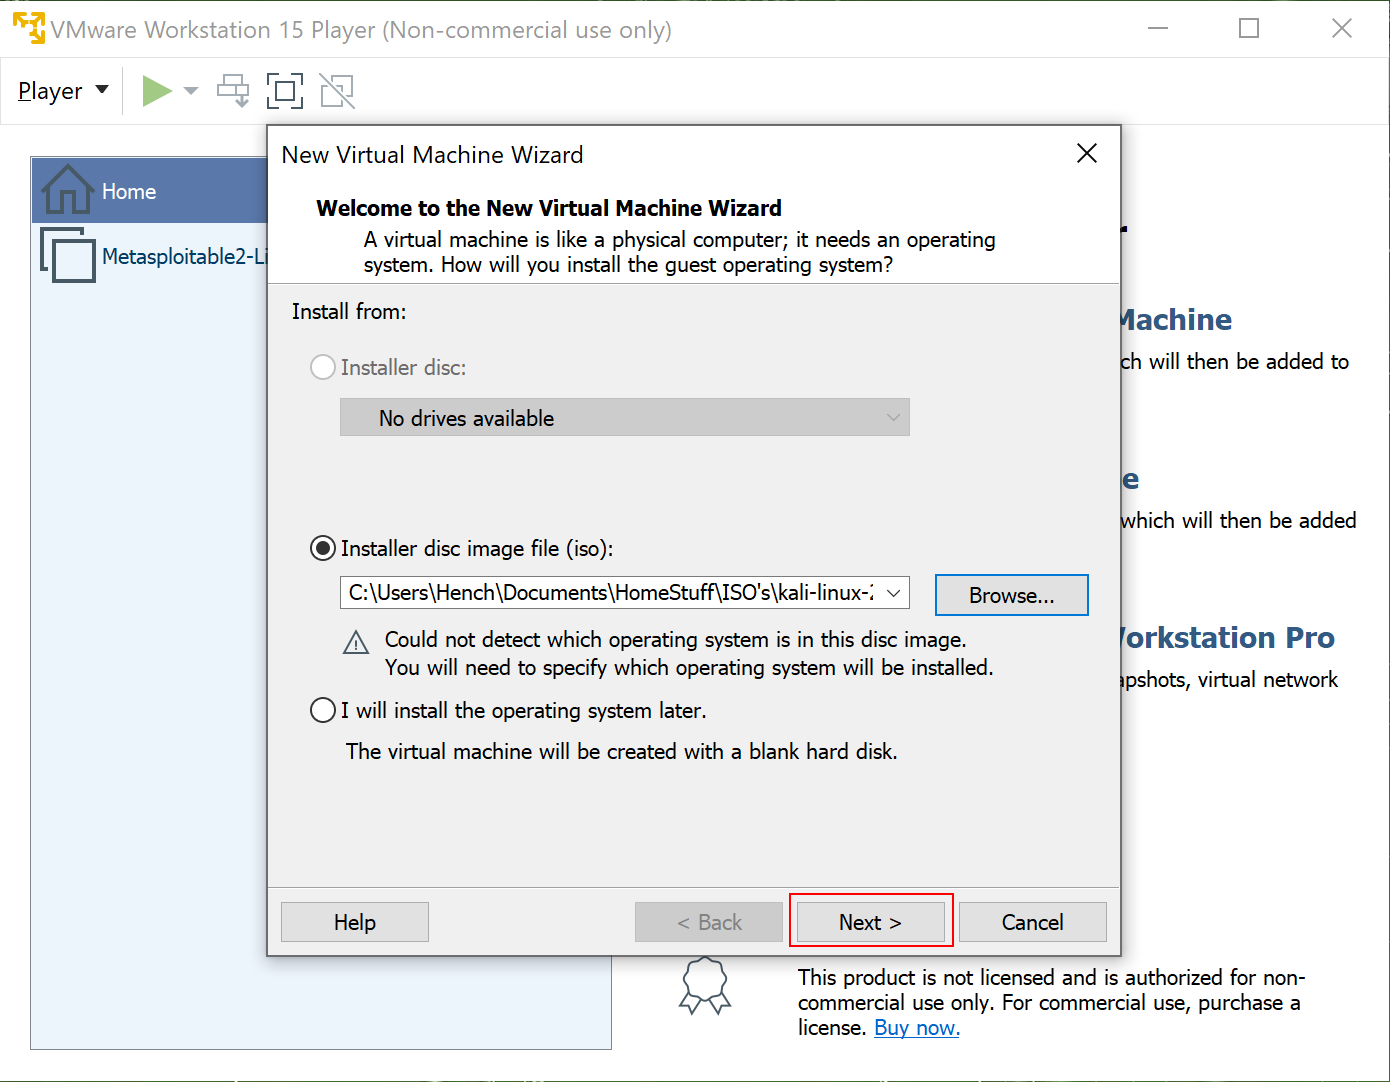 VMware Workstation 15 Player (Non-commercial use only)
Player
New Virtual Machine Wizard
Home
Metasploitable2-Li
Welcome to the New Virtual Machine Wizard
A virtual machine is like a physical computer; it needs an operating
system. How will you install the guest operating system?
Install from:
Installer disc:
No drives available
Installer disc image file (iso):
C:\Users\Hench\Documents\HomeStuff\ISO's\kali-linux-2
Browse...
Could not detect which operating system is in this disc image.
You will need to specify which operating system will be installed.
I will install the operating system later.
The virtual machine will be created with a blank hard disk.
Help
< Back
Next >
Cancel
r
Machine
ch will then be added to
e
which will then be added
Workstation Pro
apshots, virtual network
This product is not licensed and is authorized for non-
commercial use only. For commercial use, purchase a
license. Buy now.